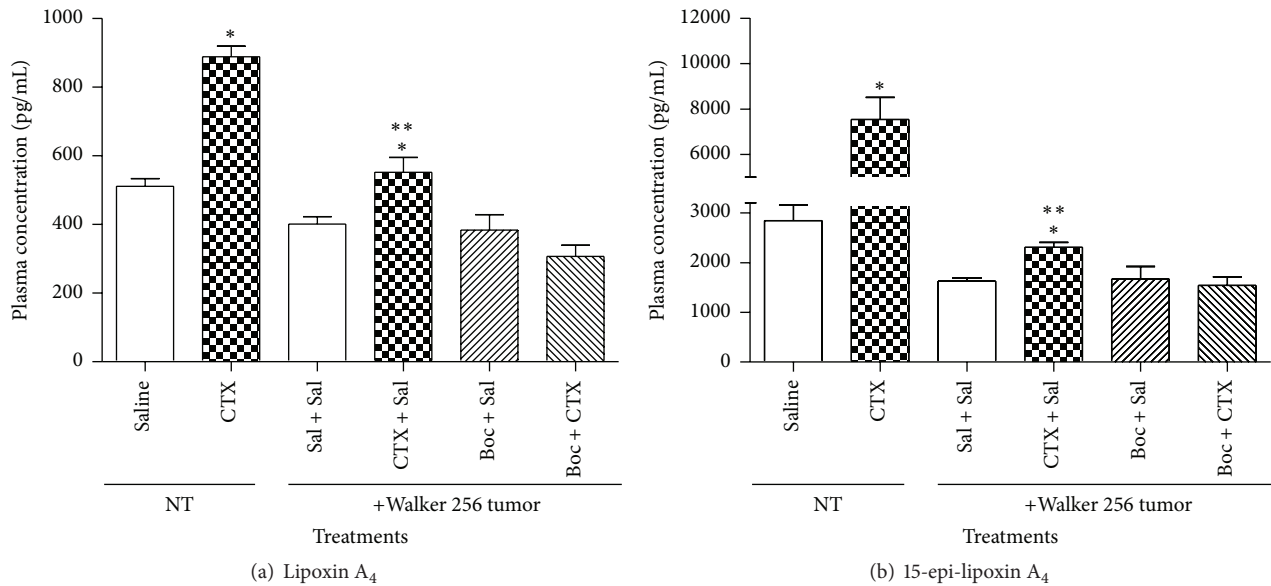 Plasma concentration (pg/mL)
1000
800
600
400
200
0
*
**
*
Saline
CTX
Sal + Sal
CTX + Sal
Boc + Sal
Boc + CTX
NT
+Walker 256 tumor
Treatments
(a) Lipoxin A₄
Plasma concentration (pg/mL)
12000
10000
8000
6000
3000
2000
1000
0
*
**
*
Saline
CTX
Sal + Sal
CTX + Sal
Boc + Sal
Boc + CTX
NT
+Walker 256 tumor
Treatments
(b) 15-epi-lipoxin A₄